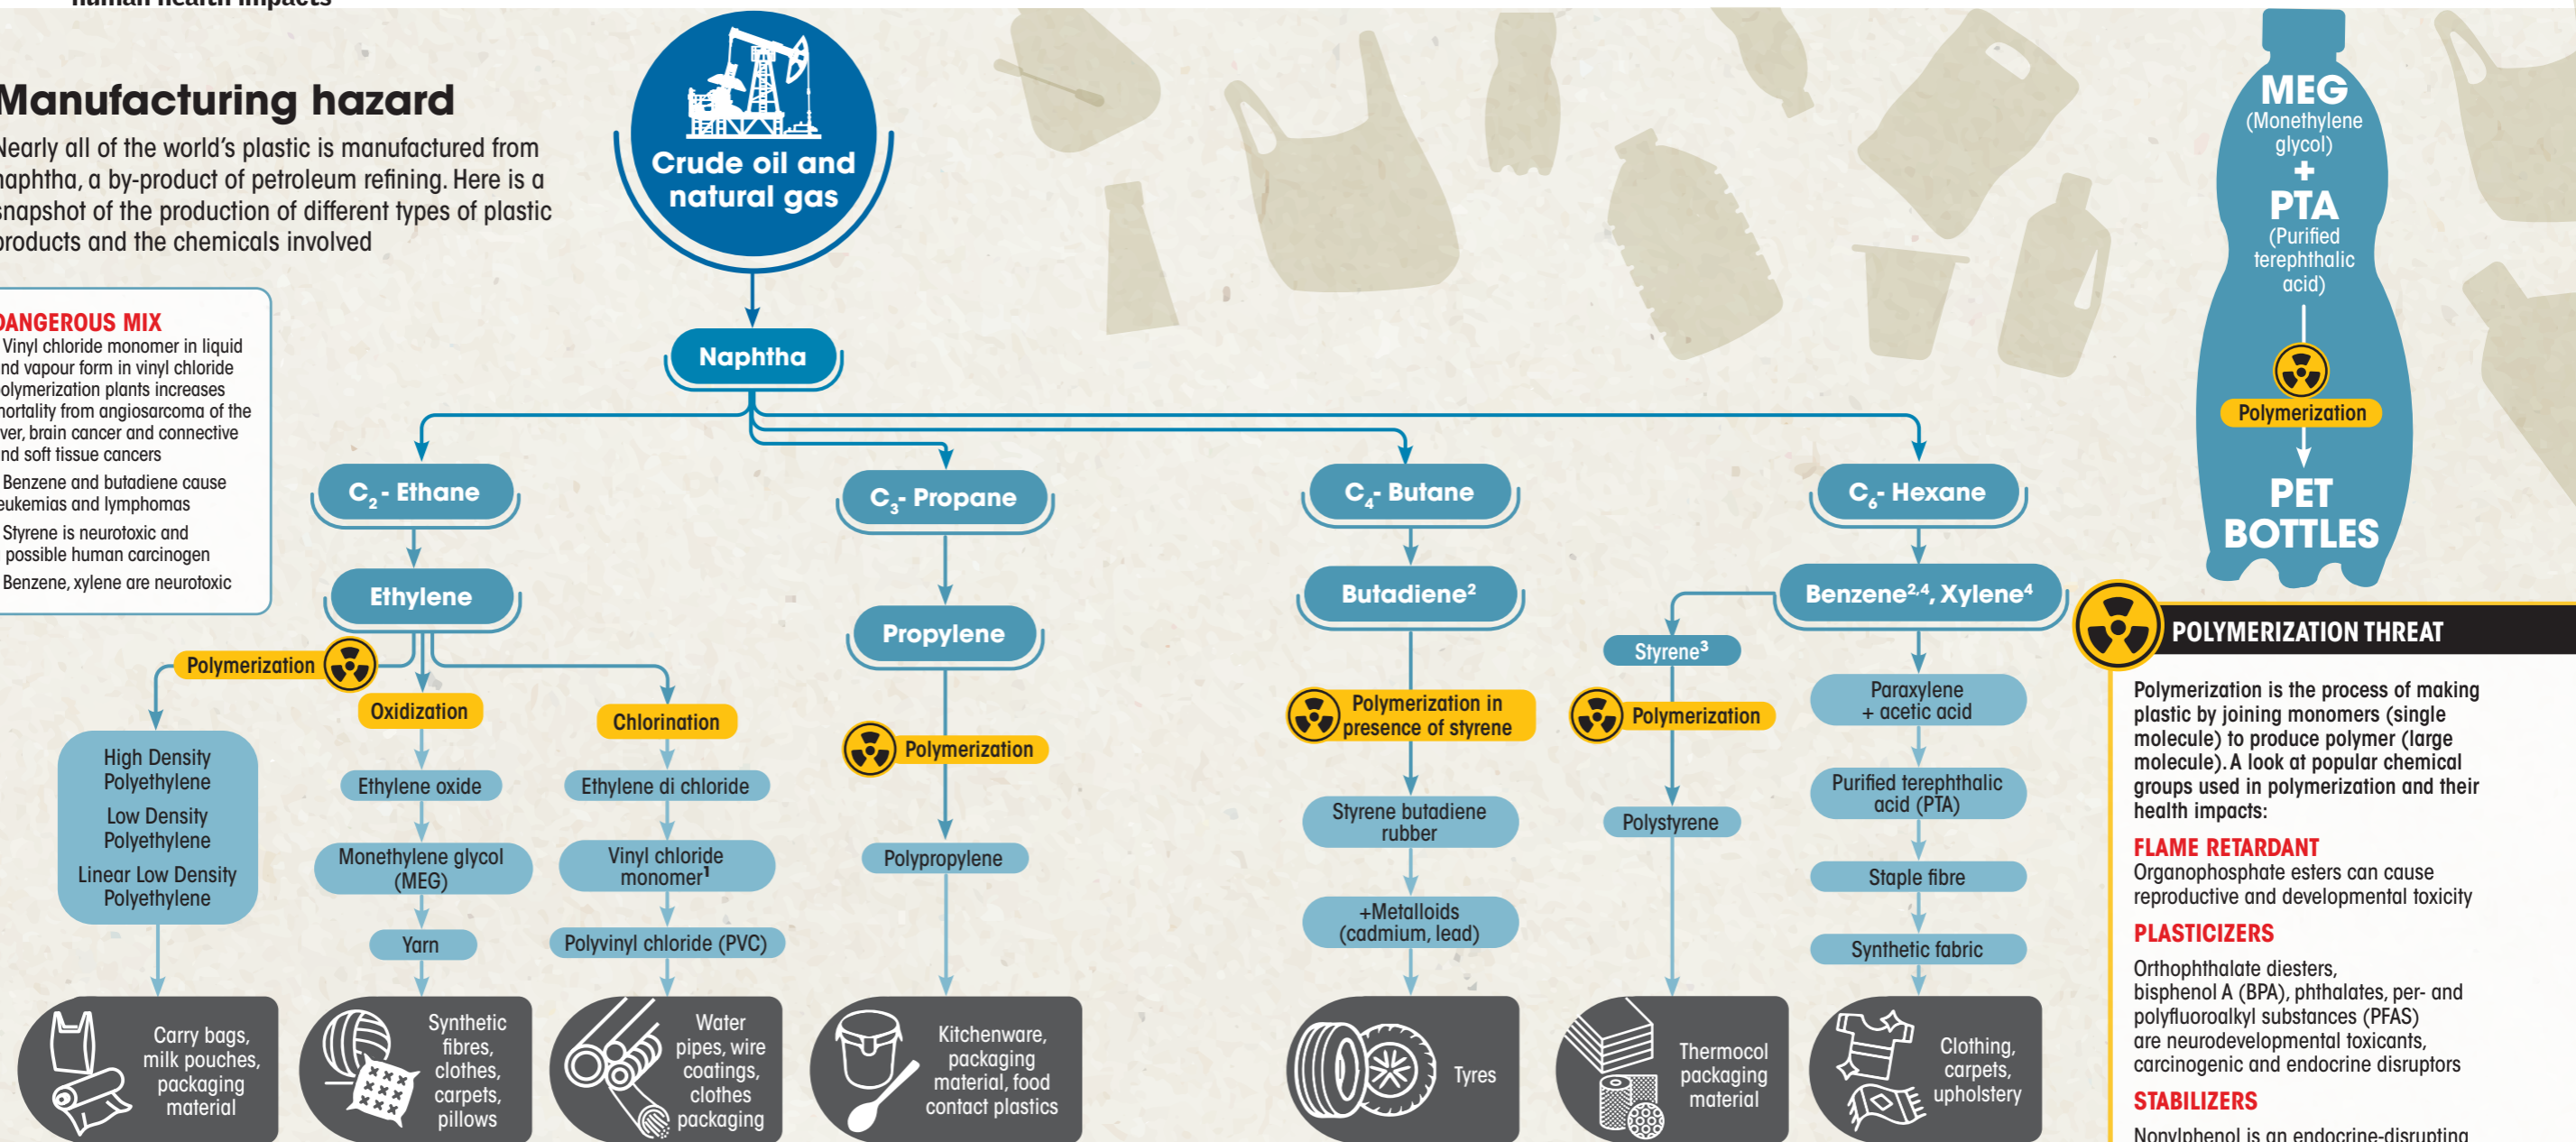 human health impacts
Manufacturing hazard
Nearly all of the world's plastic is manufactured from
naphtha, a by-product of petroleum refining. Here is a
snapshot of the production of different types of plastic
products and the chemicals involved
DANGEROUS MIX
Vinyl chloride monomer in liquid
and vapour form in vinyl chloride
polymerization plants increases
mortality from angiosarcoma of the
liver, brain cancer and connective
and soft tissue cancers
Benzene and butadiene cause
leukemias and lymphomas
Styrene is neurotoxic and
possible human carcinogen
Benzene, xylene are neurotoxic
Crude oil and
natural gas
Naphtha
C2- Ethane
Ethylene
Polymerization
High Density
Polyethylene
Low Density
Polyethylene
Linear Low Density
Polyethylene
Carry bags,
milk pouches,
packaging
material
Oxidization
Ethylene oxide
Monethylene glycol
(MEG)
Yarn
Synthetic
fibres,
clothes,
carpets,
pillows
Chlorination
Ethylene di chloride
Vinyl chloride
monomer1
Polyvinyl chloride (PVC)
Water
pipes, wire
coatings,
clothes
packaging
C3- Propane
Propylene
Polymerization
Polypropylene
Kitchenware,
packaging
material, food
contact plastics
C4- Butane
Butadiene2
Polymerization in
presence of styrene
Styrene butadiene
rubber
+Metalloids
(cadmium, lead)
Tyres
C6- Hexane
Benzene2,4, Xylene4
Styrene3
Polymerization
Polystyrene
Thermocol
packaging
material
Paraxylene
+ acetic acid
Purified terephthalic
acid (PTA)
Staple fibre
Synthetic fabric
Clothing,
carpets,
upholstery
MEG
(Monethylene
glycol)
+
PTA
(Purified
terephthalic
acid)
Polymerization
PET
BOTTLES
POLYMERIZATION THREAT
Polymerization is the process of making
plastic by joining monomers (single
molecule) to produce polymer (large
molecule). A look at popular chemical
groups used in polymerization and their
health impacts:
FLAME RETARDANT
Organophosphate esters can cause
reproductive and developmental toxicity
PLASTICIZERS
Orthophthalate diesters,
bisphenol A (BPA), phthalates, per- and
polyfluoroalkyl substances (PFAS)
are neurodevelopmental toxicants,
carcinogenic and endocrine disruptors
STABILIZERS
Nonylphenol is an endocrine-disrupting